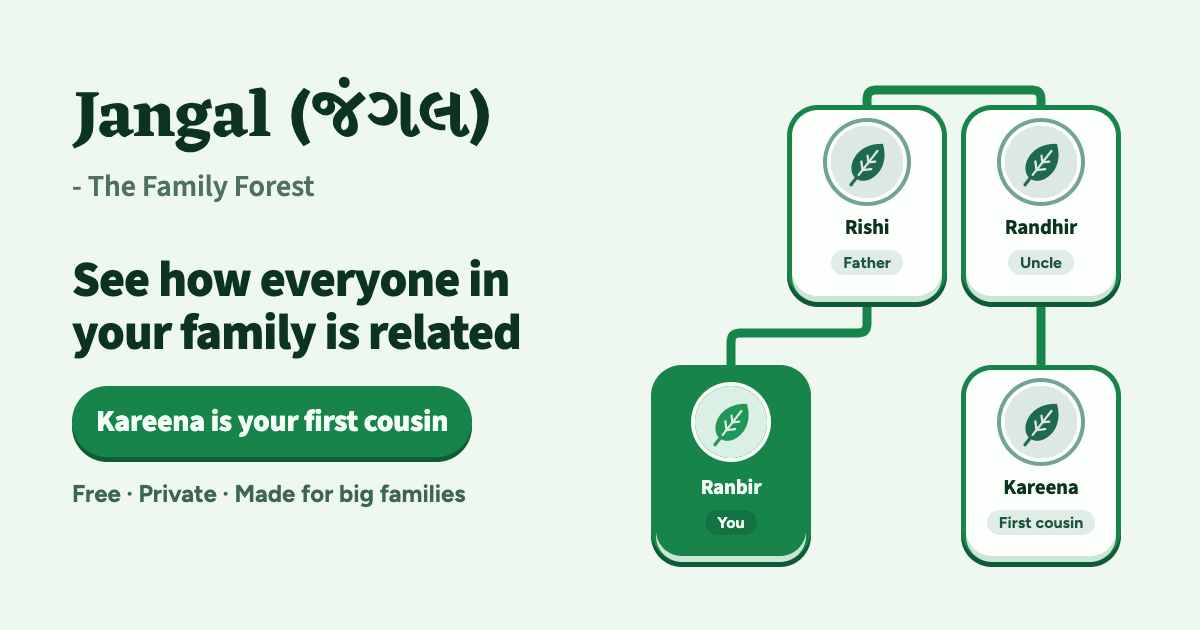 Jangal (જંગલ)
- The Family Forest
See how everyone in
your family is related
Kareena is your first cousin
Free · Private · Made for big families
Rishi
Father
Randhir
Uncle
Ranbir
You
Kareena
First cousin